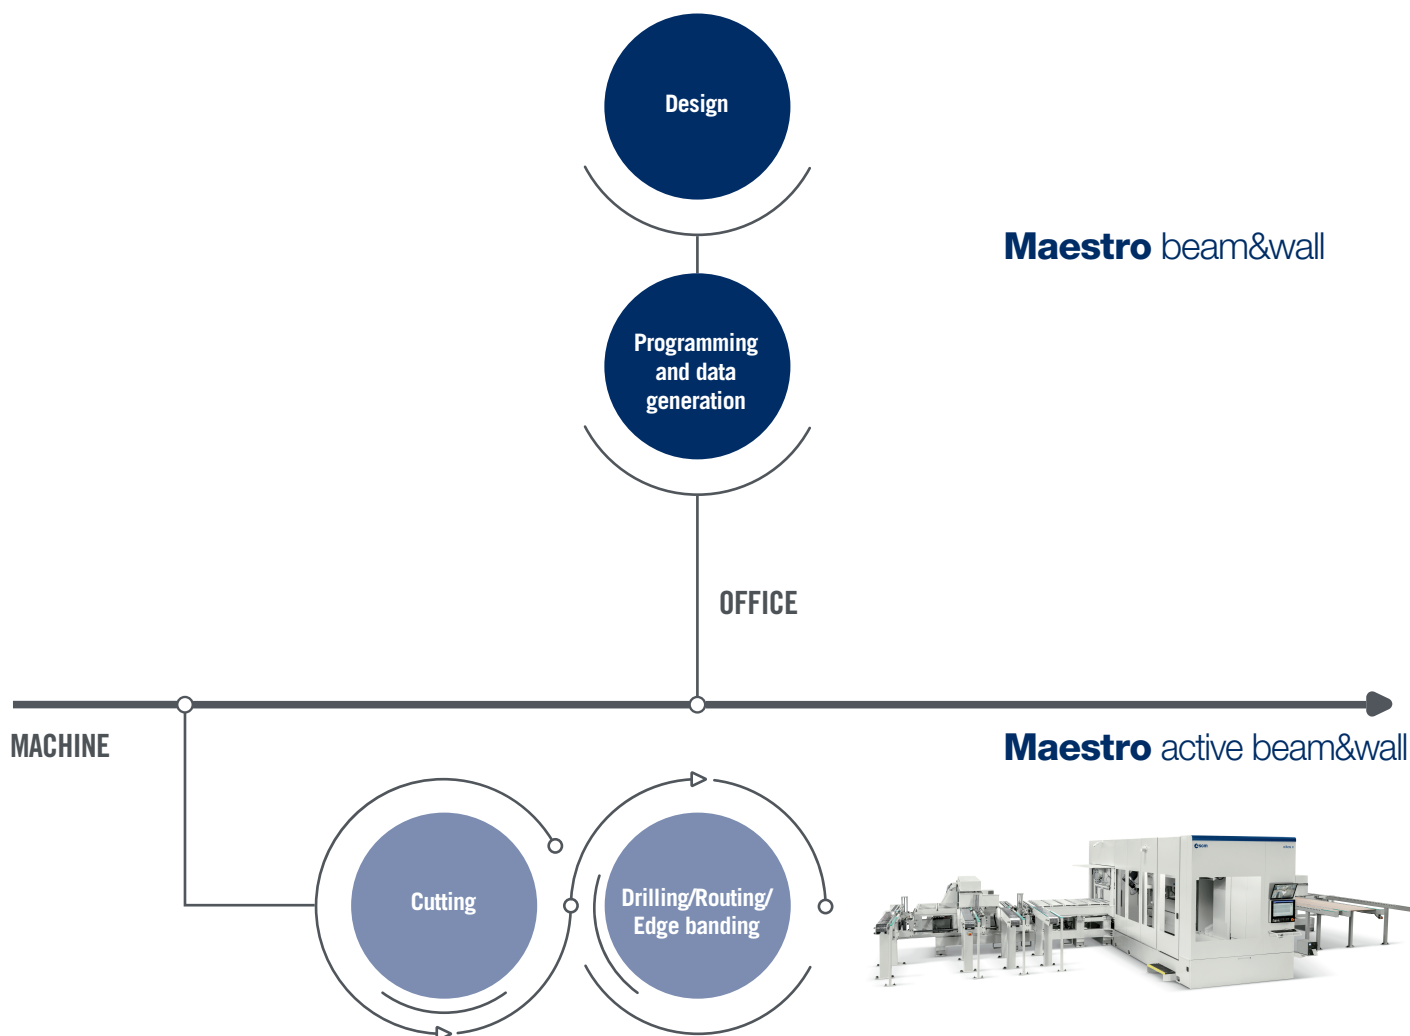 Design
Maestro beam&wall
Programming
and data
generation
OFFICE
MACHINE
Maestro active beam&wall
Cutting
Drilling/Routing/
Edge banding
scm